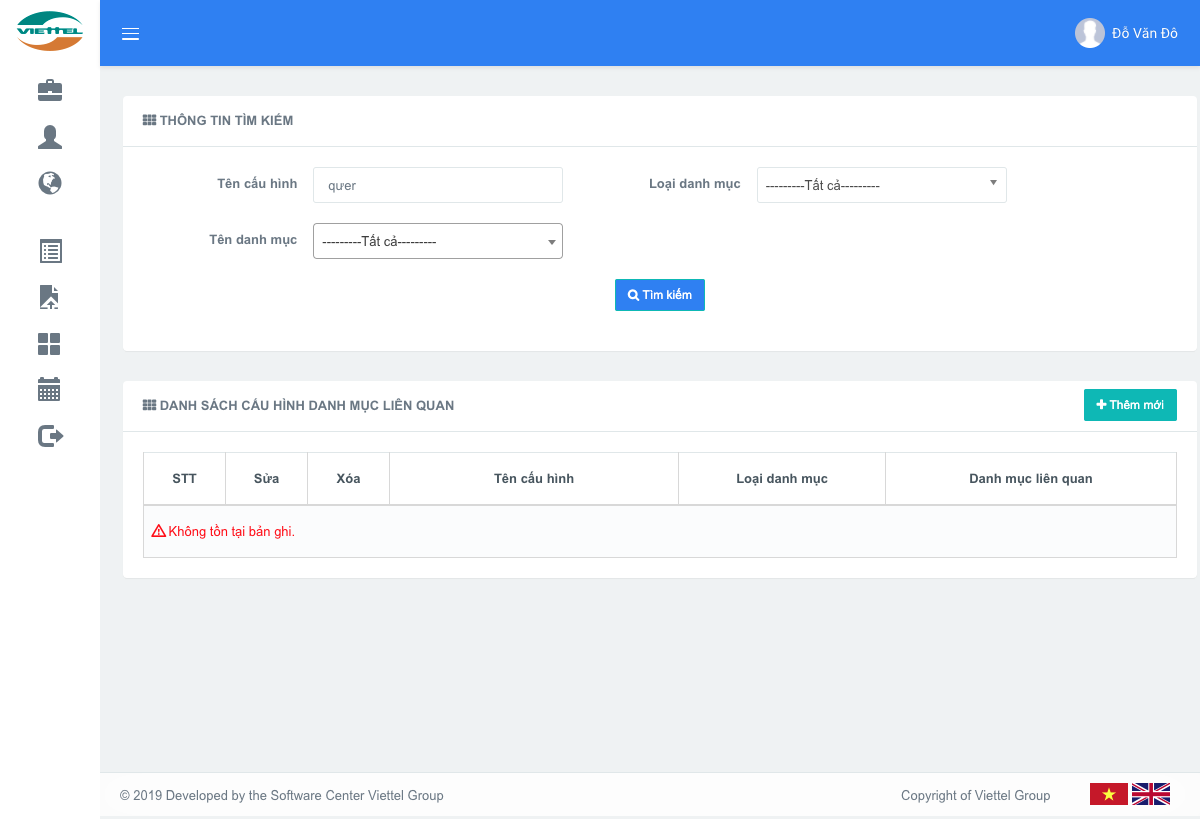 VIETTEL
Đỗ Văn Đô
THÔNG TIN TÌM KIẾM
Tên cấu hình
qưer
Loại danh mục
---------Tất cả---------
Tên danh mục
---------Tất cả---------
Tìm kiếm
DANH SÁCH CẤU HÌNH DANH MỤC LIÊN QUAN
Thêm mới
STT Sửa Xóa Tên cấu hình Loại danh mục Danh mục liên quan
Không tồn tại bản ghi.
© 2019 Developed by the Software Center Viettel Group
Copyright of Viettel Group